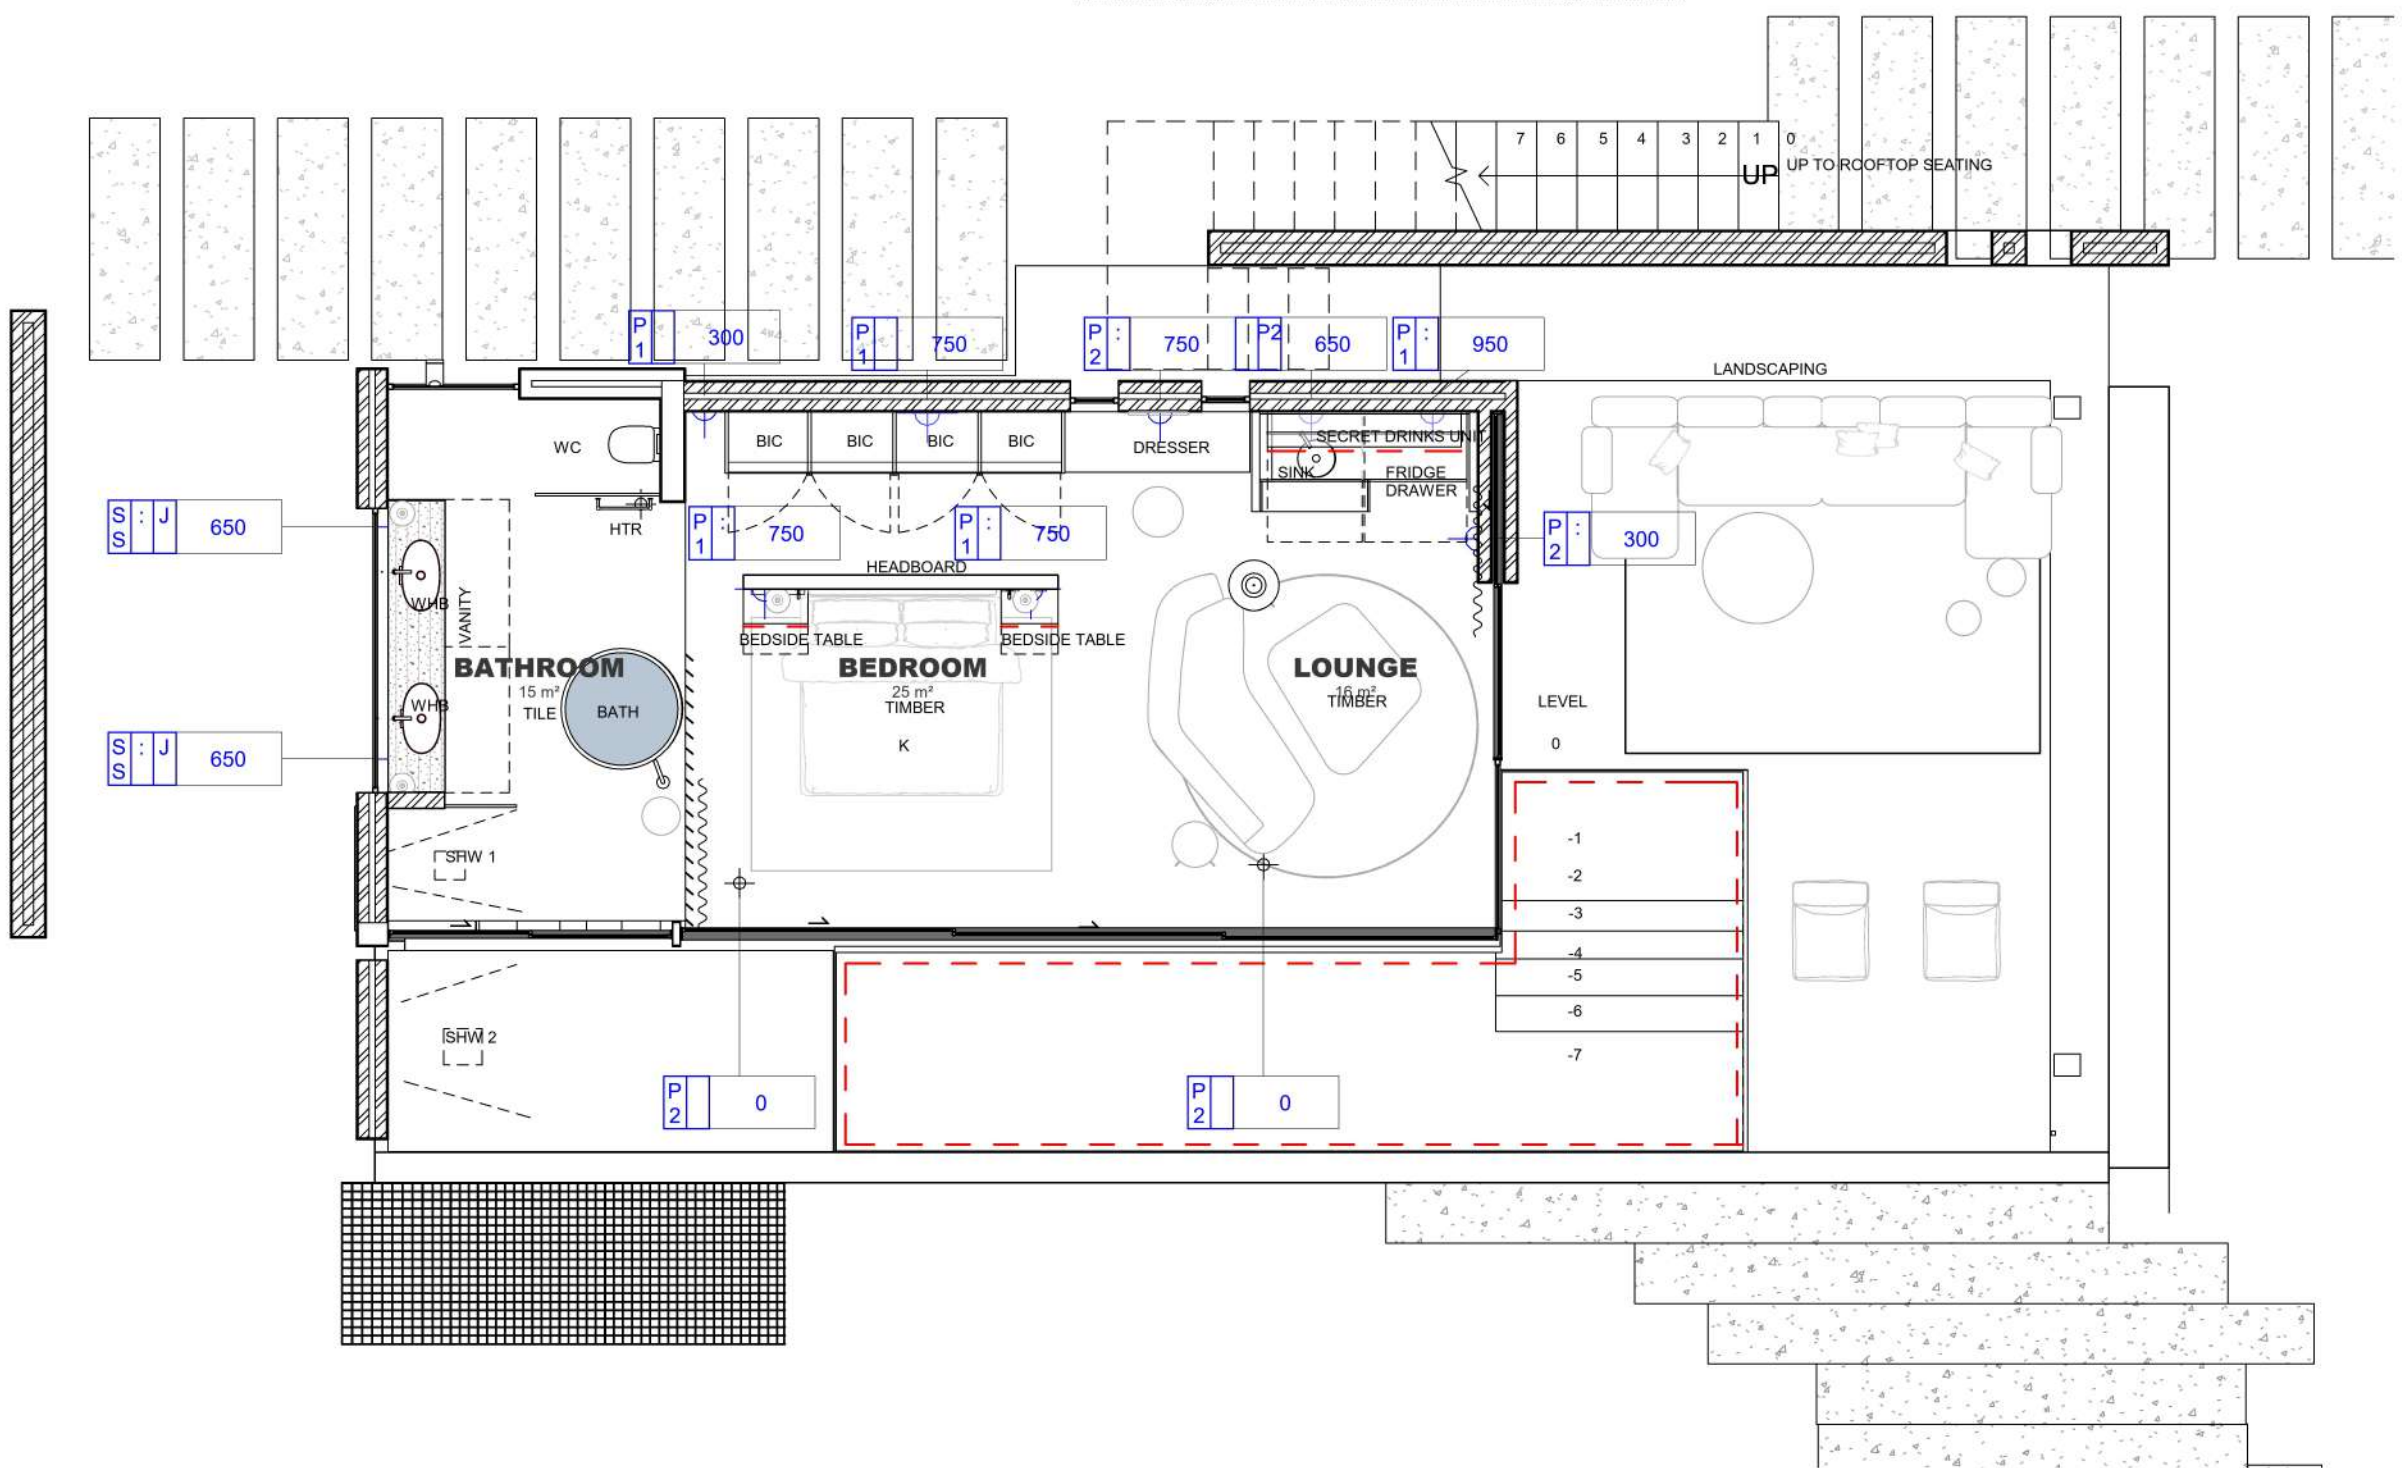 7 6 5 4 3 2 1 0
UP
UP TO ROOFTOP SEATING
P 1 300
P : 1 750
P : 2 750
P2 650
P : 1 950
LANDSCAPING
WC
BIC
BIC
BIC
BIC
DRESSER
SECRET DRINKS UNIT
SINK
FRIDGE
DRAWER
S S : J 650
HTR
P : 1 750
P : 1 750
P : 2 300
HEADBOARD
WHB
VANITY
BEDSIDE TABLE
BEDSIDE TABLE
BATHROOM
15 m²
TILE
BATH
BEDROOM
25 m²
TIMBER
K
LOUNGE
16 m²
TIMBER
WHB
LEVEL
0
S S : J 650
SHW 1
-1
-2
-3
-4
-5
-6
-7
SHW 2
P 2 0
P 2 0